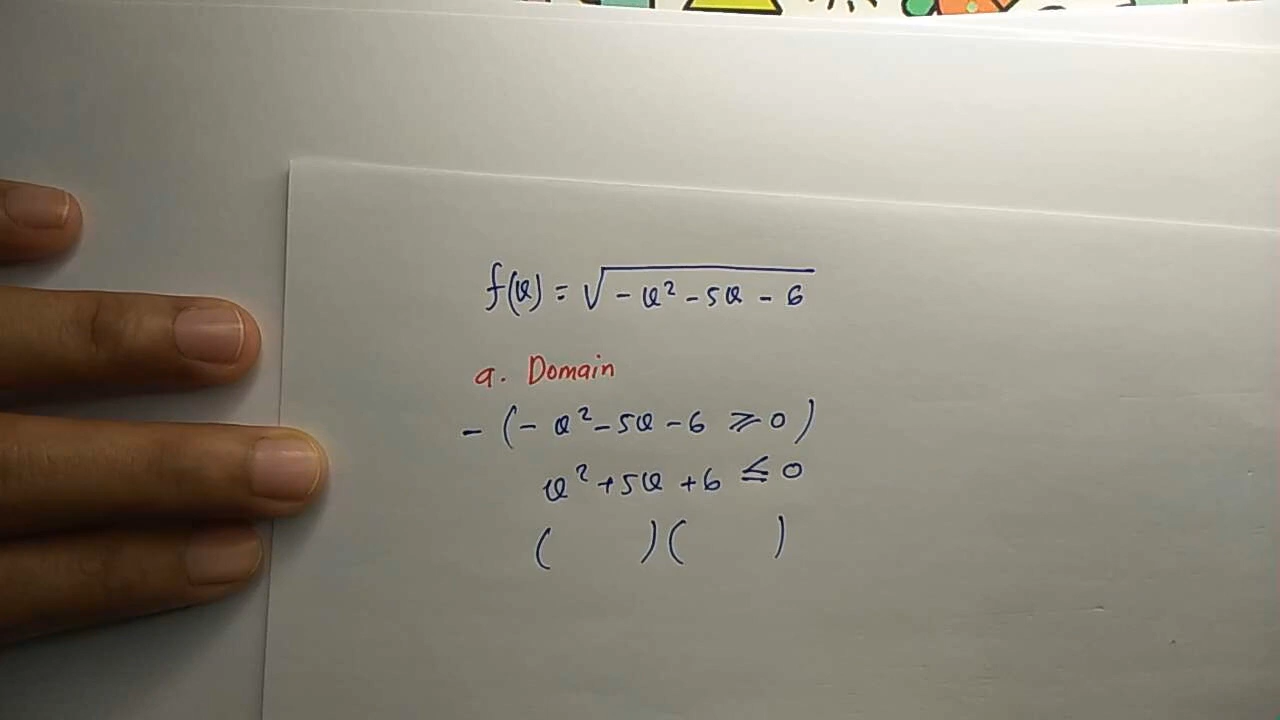 f(x) = √(-x² - 5x - 6)
a. Domain
- (- x² - 5x - 6 ⩾ 0)
x² + 5x + 6 ≤ 0
(      ) (      )